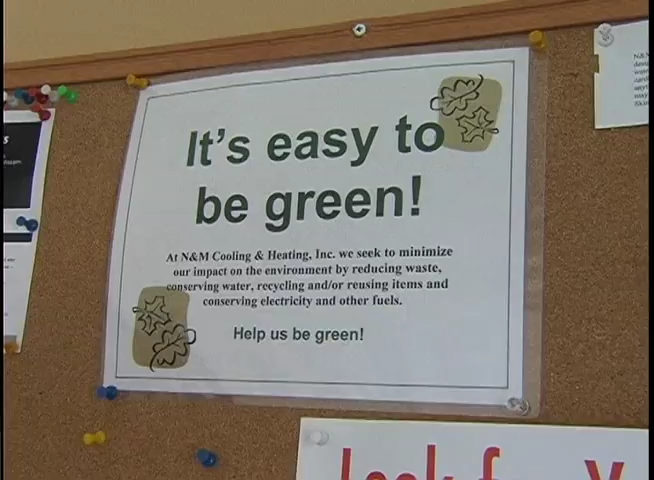 It's easy to
be green!
At N&M Cooling & Heating, Inc. we seek to minimize
our impact on the environment by reducing waste,
conserving water, recycling and/or reusing items and
conserving electricity and other fuels.
Help us be green!
N&N
Look for